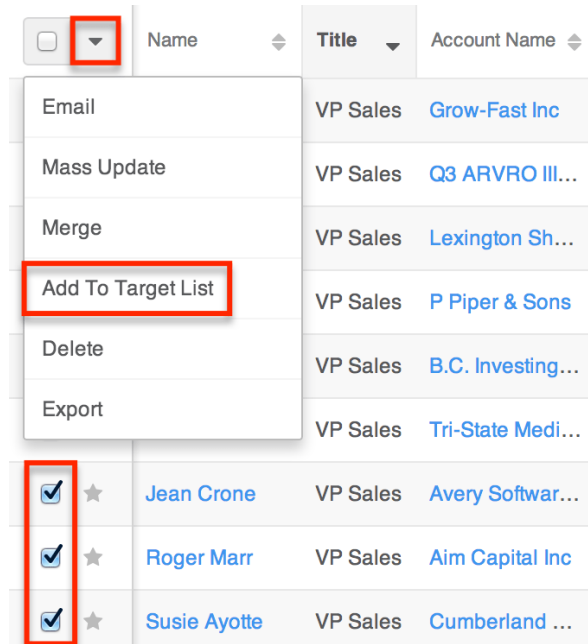 Name Title Account Name
Email VP Sales Grow-Fast Inc
Mass Update VP Sales Q3 ARVRO III...
Merge VP Sales Lexington Sh...
Add To Target List VP Sales P Piper & Sons
Delete VP Sales B.C. Investing...
Export VP Sales Tri-State Medi...
Jean Crone VP Sales Avery Softwar...
Roger Marr VP Sales Aim Capital Inc
Susie Ayotte VP Sales Cumberland ...